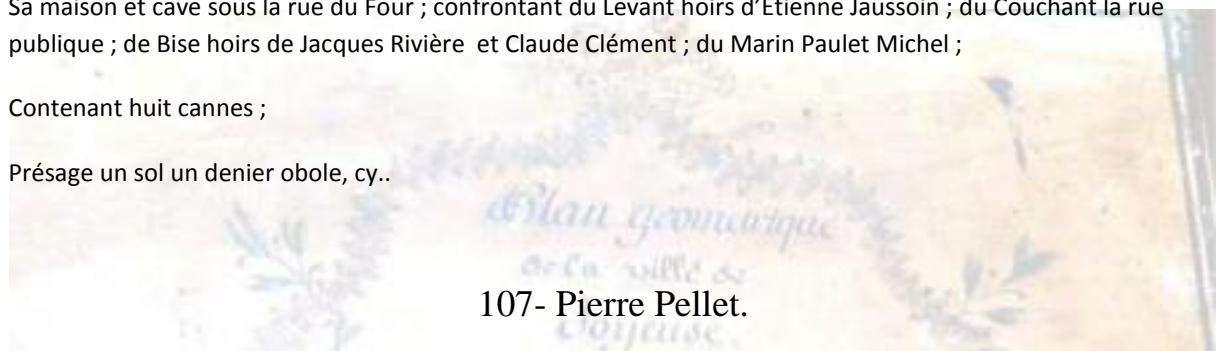 Sa maison et cave sous la rue du Four ; confrontant du Levant hoirs d'Etienne Jaussoin ; du Couchant la rue
publique ; de Bise hoirs de Jacques Rivière et Claude Clément ; du Marin Paulet Michel ;
Contenant huit cannes ;
Présage un sol un denier obole, cy..
Plan geometrique
de la ville de
107- Pierre Pellet.
Joyeuse